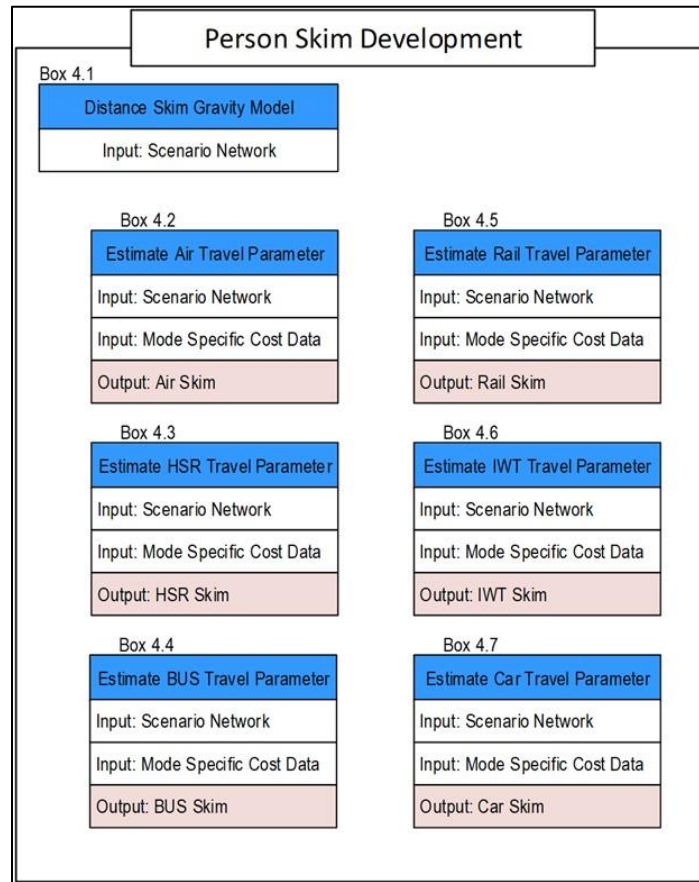 Person Skim Development
Box 4.1
Distance Skim Gravity Model
Input: Scenario Network
Box 4.2
Estimate Air Travel Parameter
Input: Scenario Network
Input: Mode Specific Cost Data
Output: Air Skim
Box 4.3
Estimate HSR Travel Parameter
Input: Scenario Network
Input: Mode Specific Cost Data
Output: HSR Skim
Box 4.4
Estimate BUS Travel Parameter
Input: Scenario Network
Input: Mode Specific Cost Data
Output: BUS Skim
Box 4.5
Estimate Rail Travel Parameter
Input: Scenario Network
Input: Mode Specific Cost Data
Output: Rail Skim
Box 4.6
Estimate IWT Travel Parameter
Input: Scenario Network
Input: Mode Specific Cost Data
Output: IWT Skim
Box 4.7
Estimate Car Travel Parameter
Input: Scenario Network
Input: Mode Specific Cost Data
Output: Car Skim